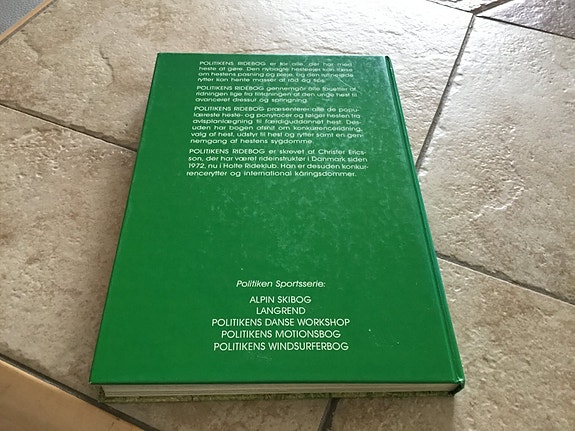 POLITIKENS RIDEBOG er for alle, der har med
heste at gøre. Den nybagte hesteejer kan læse
om hestens pasning og pleje, og den rutinerede
rytter kan hente masser af råd og tips.
POLITIKENS RIDEBOG gennemgår alle facetter af
ridningen lige fra tilridningen af den unge hest til
avanceret dressur og springning.
POLITIKENS RIDEBOG præsenterer alle de popu-
læreste heste- og ponyracer og følger hesten fra
avlsplanlægning til færdiguddannet hest. Des-
uden har bogen afsnit om konkurrenceridning,
valg af hest, udstyr til hest og rytter samt en gen-
nemgang af hestens sygdomme.
POLITIKENS RIDEBOG er skrevet af Christer Erics-
son, der har været rideinstruktør i Danmark siden
1972, nu i Holte Rideklub. Han er desuden konkur-
rencerytter og international kåringsdommer.
Politiken Sportsserie:
ALPIN SKIBOG
LANGREND
POLITIKENS DANSE WORKSHOP
POLITIKENS MOTIONSBOG
POLITIKENS WINDSURFERBOG